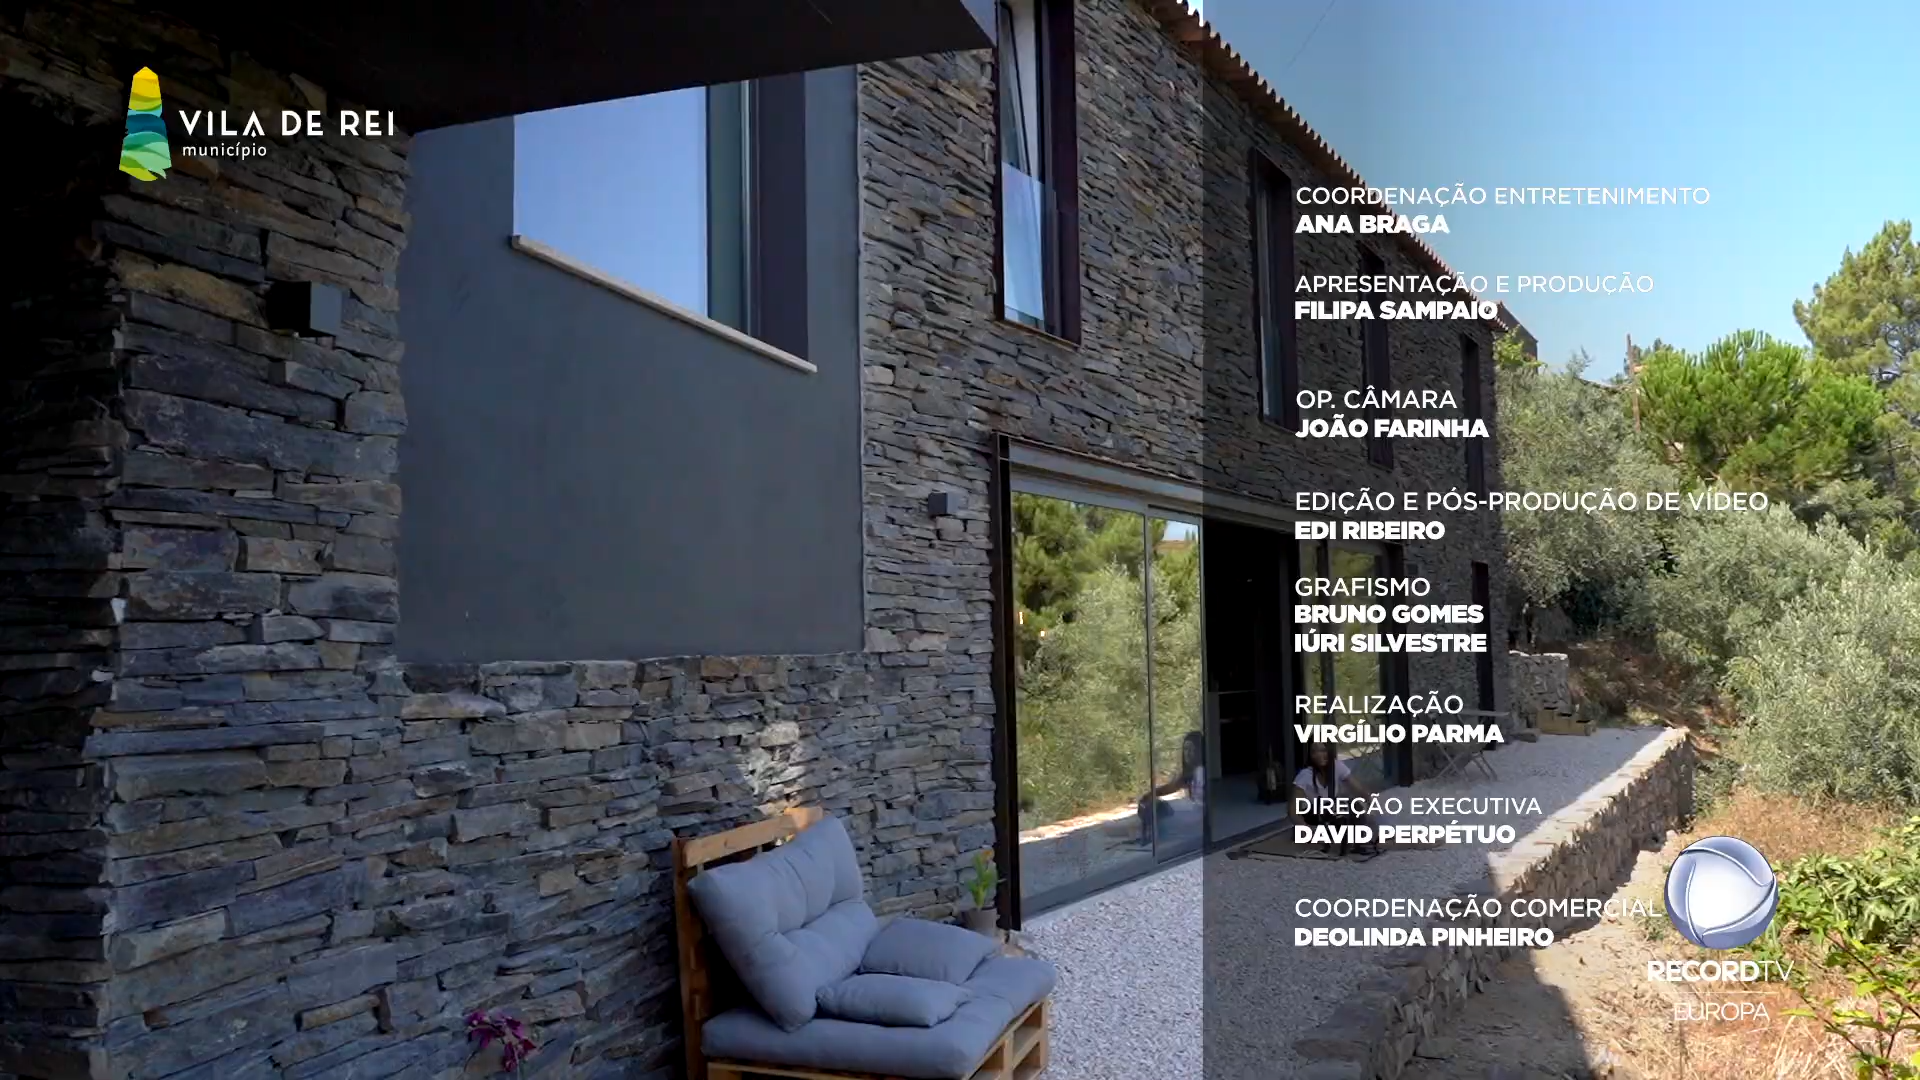 VILA DE REI
município
COORDENAÇÃO ENTRETENIMENTO
ANA BRAGA
APRESENTAÇÃO E PRODUÇÃO
FILIPA SAMPAIO
OP. CÂMARA
JOÃO FARINHA
EDIÇÃO E PÓS-PRODUÇÃO DE VÍDEO
EDI RIBEIRO
GRAFISMO
BRUNO GOMES
IÚRI SILVESTRE
REALIZAÇÃO
VIRGÍLIO PARMA
DIREÇÃO EXECUTIVA
DAVID PERPÉTUO
COORDENAÇÃO COMERCIAL
DEOLINDA PINHEIRO
RECORDTV
EUROPA